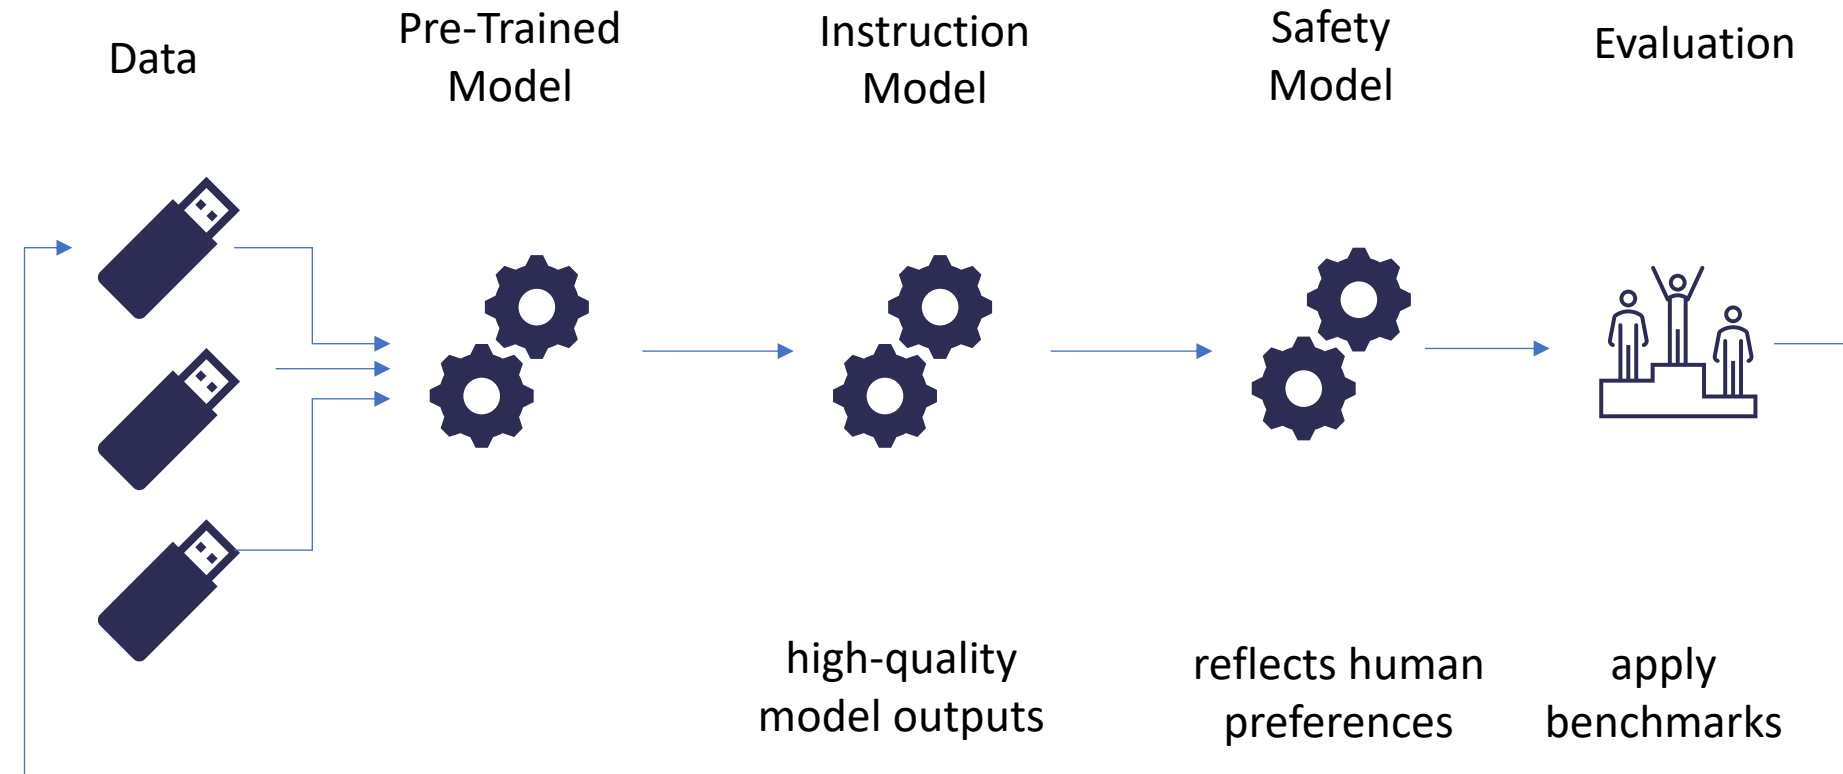 Data
Pre-Trained
Model
Instruction
Model
Safety
Model
Evaluation
high-quality
model outputs
reflects human
preferences
apply
benchmarks